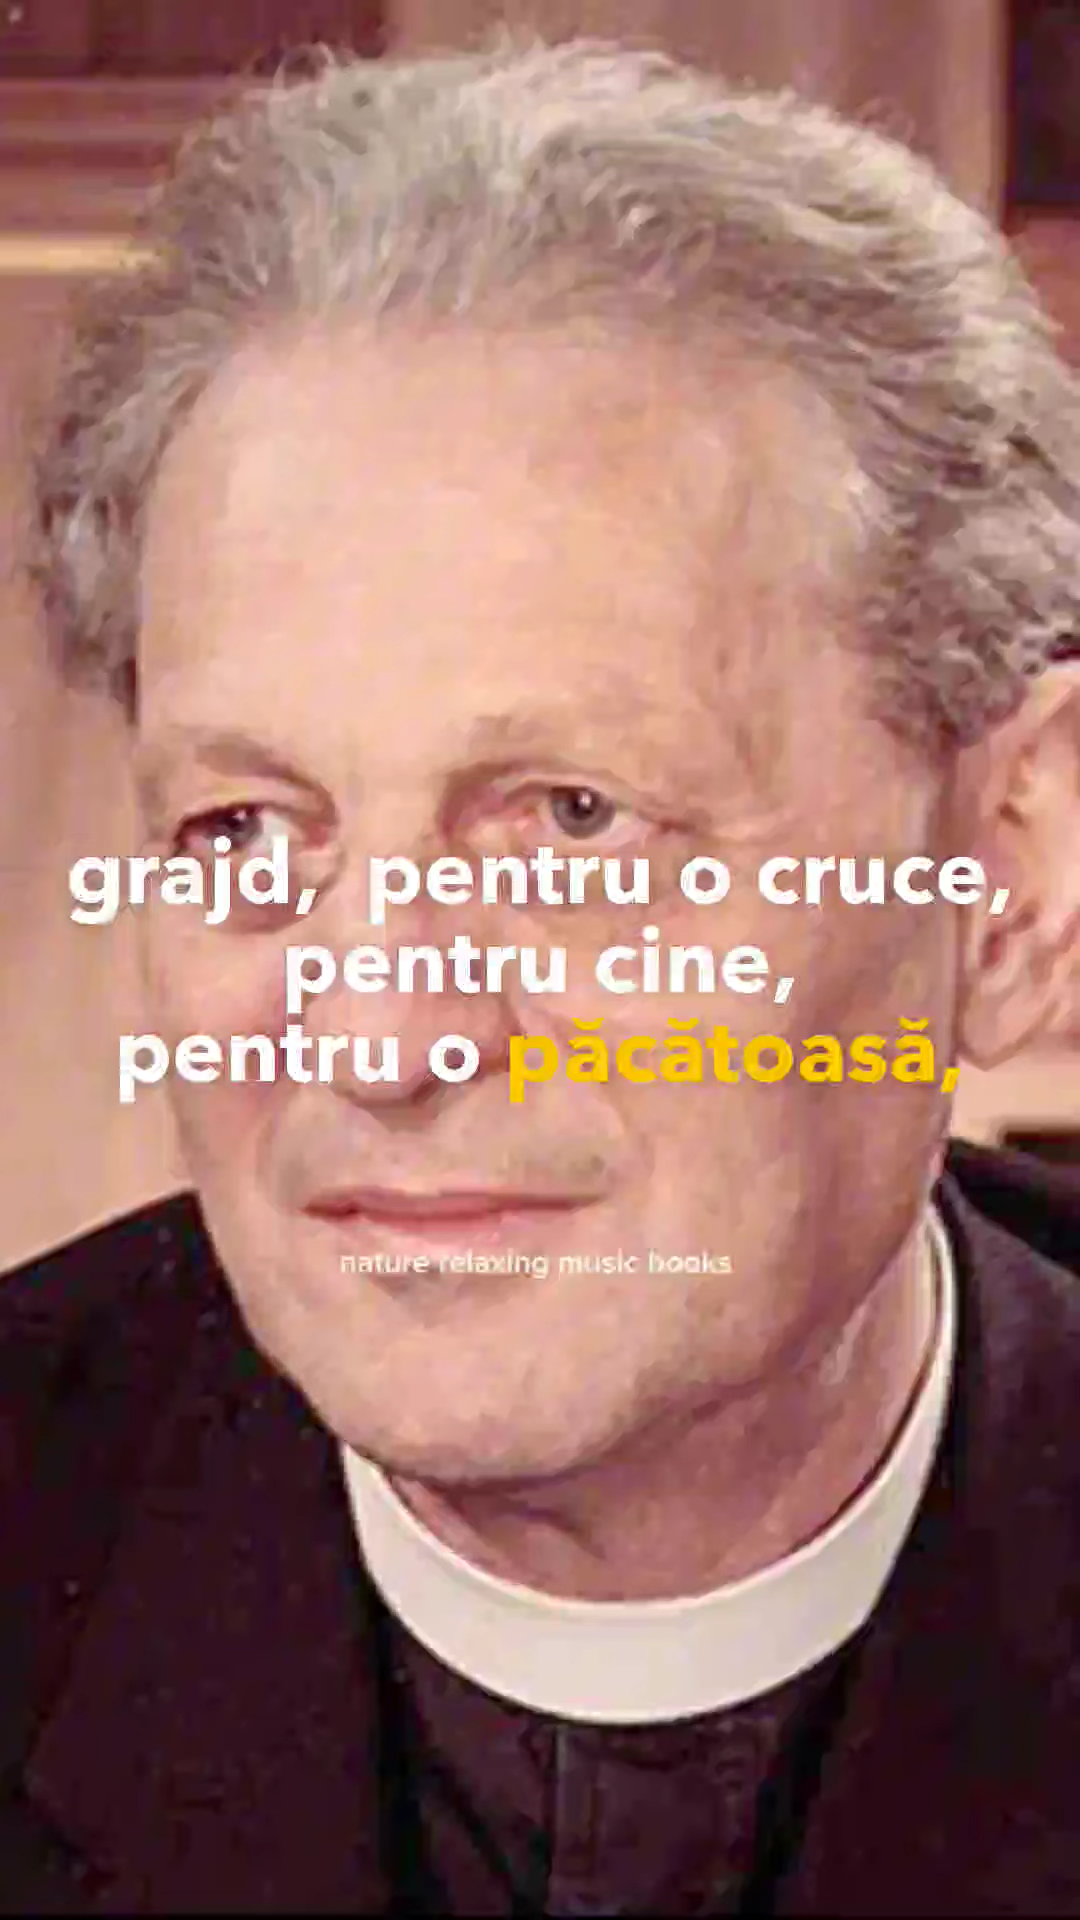 grajd, pentru o cruce,
pentru cine,
pentru o păcătoasă,
nature relaxing music books